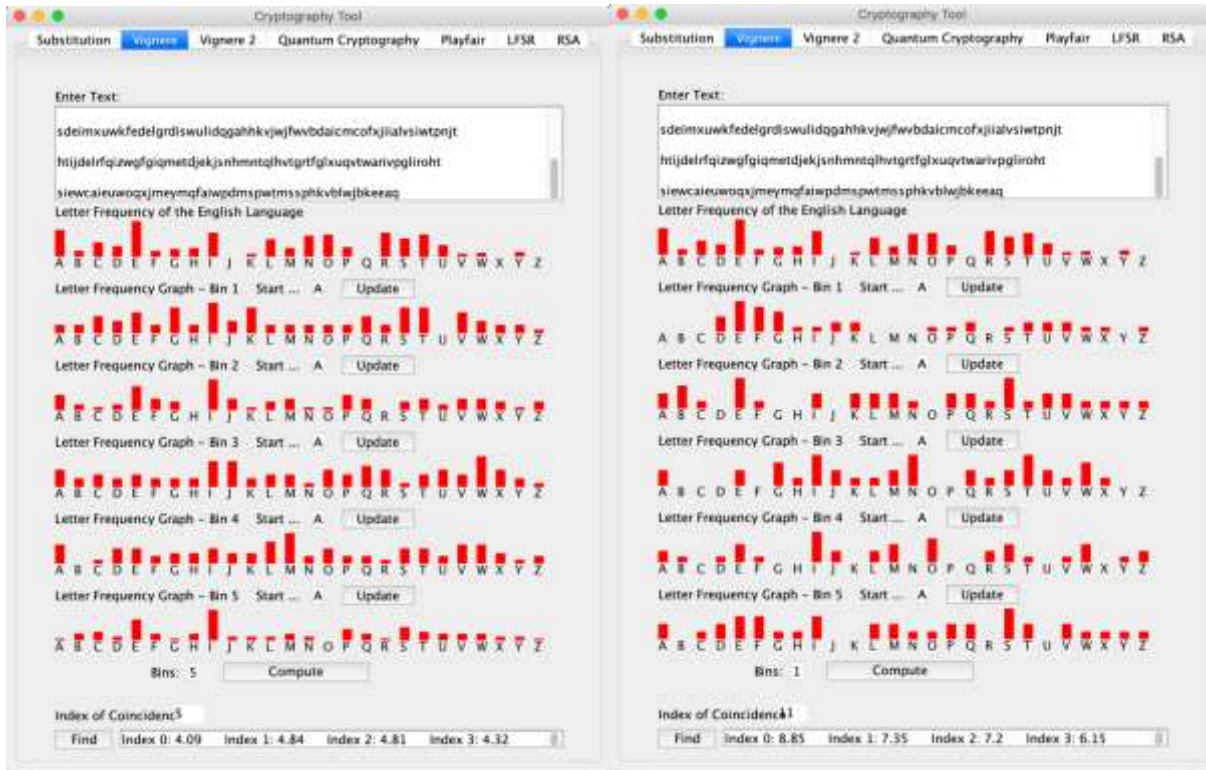 Cryptography Tool
Substitution Vignere Vignere 2 Quantum Cryptography Playfair LFSR RSA
Enter Text:
sdeimxuwkfedelgrdiswulidqgahhkvjwjfwvbdaicmcofxjiialvsiwtpnjt
htijdelrfqizwgfgiqmetdjekjsnhmntqlhvtgrtfglxuqvtwarivpgliroht
siewcaieuwoqxjmeymqfaiwpdmspwtmssphkvblwjbkeeaq
Letter Frequency of the English Language
A B C D E F G H I J K L M N O P Q R S T U V W X Y Z
Letter Frequency Graph - Bin 1 Start ... A Update
A B C D E F G H I J K L M N O P Q R S T U V W X Y Z
Letter Frequency Graph - Bin 2 Start ... A Update
A B C D E F G H I J K L M N O P Q R S T U V W X Y Z
Letter Frequency Graph - Bin 3 Start ... A Update
A B C D E F G H I J K L M N O P Q R S T U V W X Y Z
Letter Frequency Graph - Bin 4 Start ... A Update
A B C D E F G H I J K L M N O P Q R S T U V W X Y Z
Letter Frequency Graph - Bin 5 Start ... A Update
A B C D E F G H I J K L M N O P Q R S T U V W X Y Z
Bins: 5 Compute
Index of Coincidenc 5
Find Index 0: 4.09 Index 1: 4.84 Index 2: 4.81 Index 3: 4.32
Cryptography Tool
Substitution Vignere Vignere 2 Quantum Cryptography Playfair LFSR RSA
Enter Text:
sdeimxuwkfedelgrdiswulidqgahhkvjwjfwvbdaicmcofxjiialvsiwtpnjt
htijdelrfqizwgfgiqmetdjekjsnhmntqlhvtgrtfglxuqvtwarivpgliroht
siewcaieuwoqxjmeymqfaiwpdmspwtmssphkvblwjbkeeaq
Letter Frequency of the English Language
A B C D E F G H I J K L M N O P Q R S T U V W X Y Z
Letter Frequency Graph - Bin 1 Start ... A Update
A B C D E F G H I J K L M N O P Q R S T U V W X Y Z
Letter Frequency Graph - Bin 2 Start ... A Update
A B C D E F G H I J K L M N O P Q R S T U V W X Y Z
Letter Frequency Graph - Bin 3 Start ... A Update
A B C D E F G H I J K L M N O P Q R S T U V W X Y Z
Letter Frequency Graph - Bin 4 Start ... A Update
A B C D E F G H I J K L M N O P Q R S T U V W X Y Z
Letter Frequency Graph - Bin 5 Start ... A Update
A B C D E F G H I J K L M N O P Q R S T U V W X Y Z
Bins: 1 Compute
Index of Coincidence 11
Find Index 0: 8.85 Index 1: 7.35 Index 2: 7.2 Index 3: 6.15